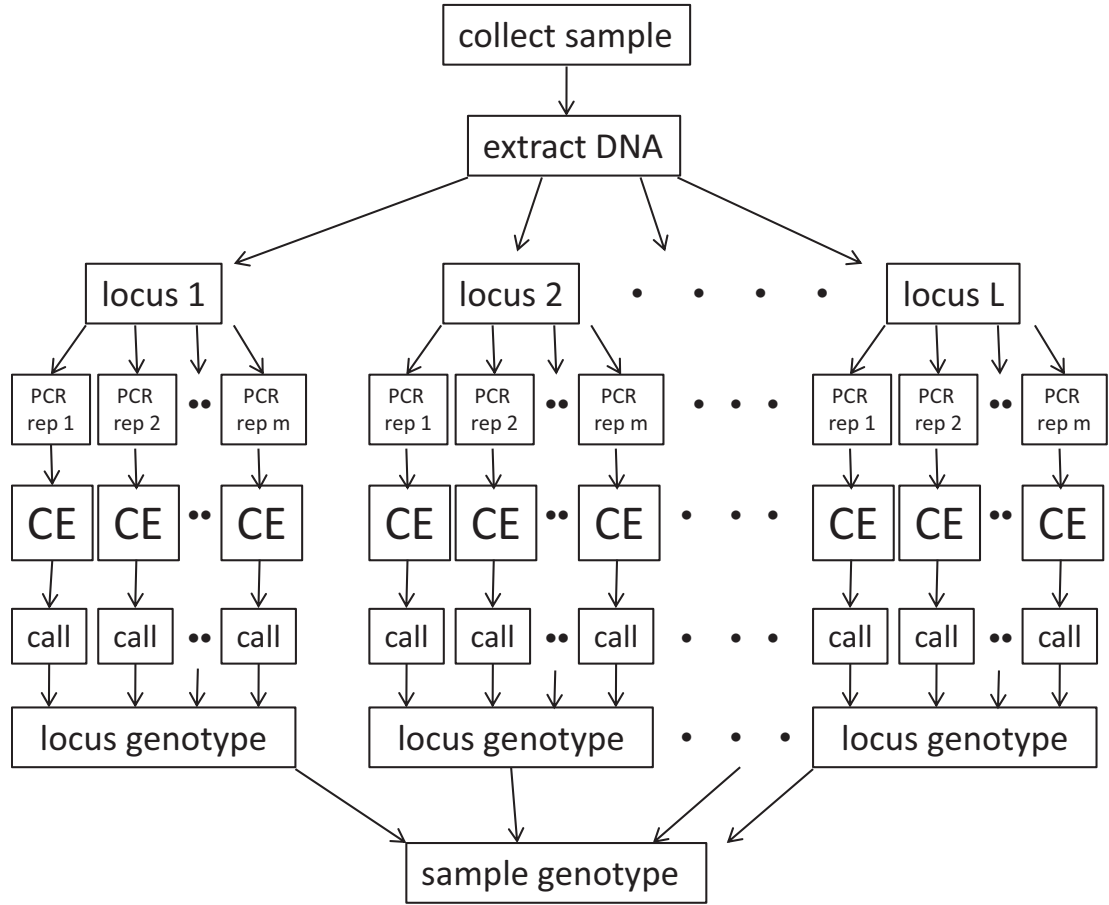 collect sample
extract DNA
locus 1 locus 2 locus L
PCR PCR PCR PCR PCR PCR PCR PCR PCR
rep 1 rep 2 rep m rep 1 rep 2 rep m rep 1 rep 2 rep m
CE CE CE CE CE CE CE CE CE
call call call call call call call call call
locus genotype locus genotype locus genotype
sample genotype